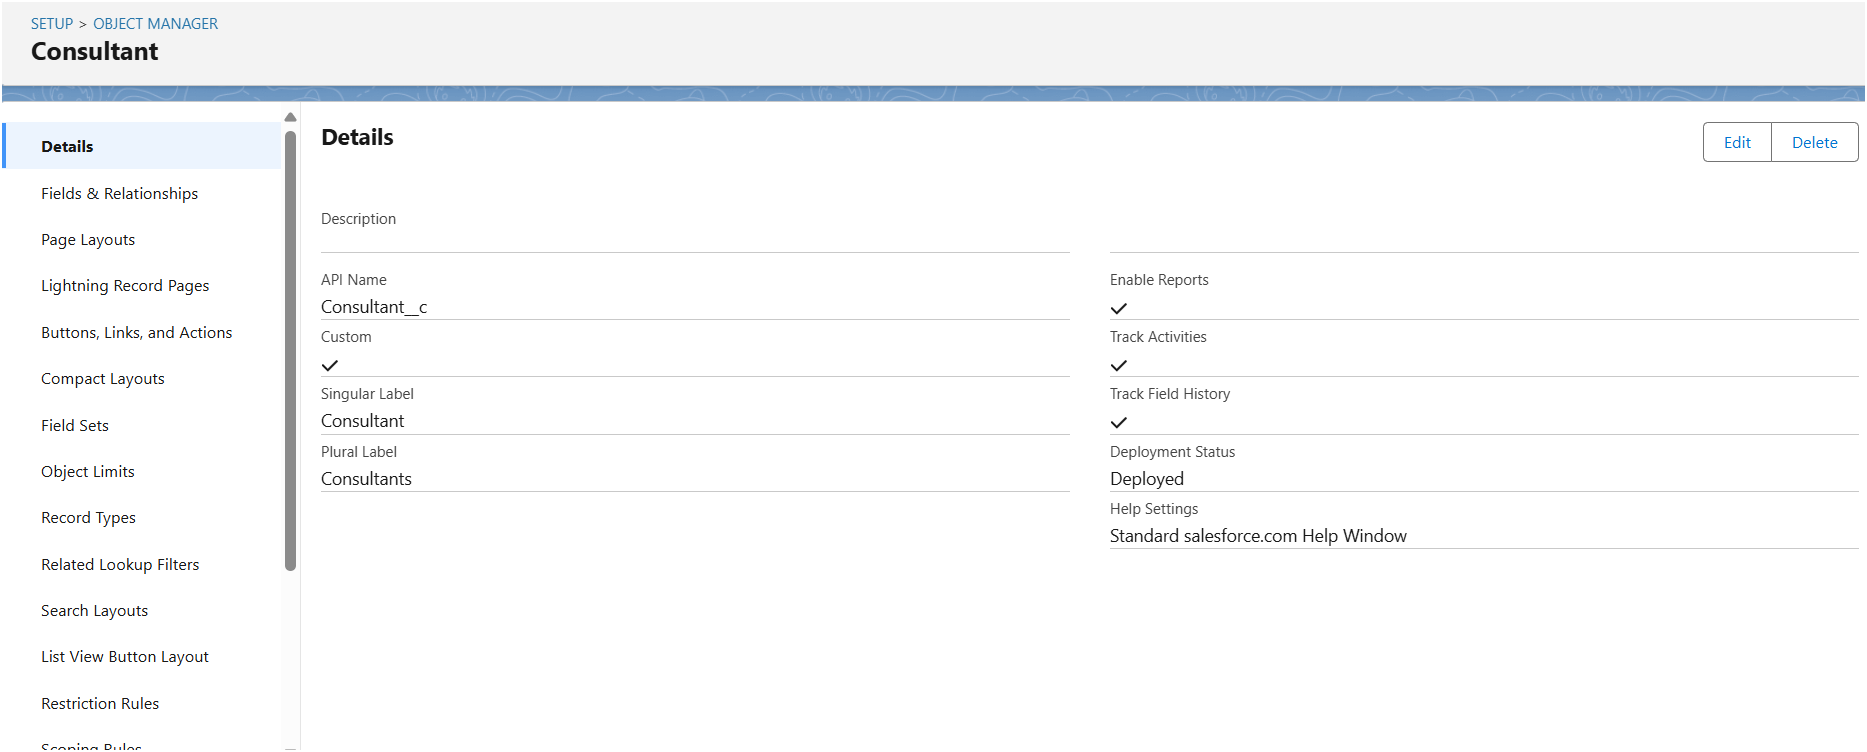 SETUP > OBJECT MANAGER
Consultant
Details
Fields & Relationships
Page Layouts
Lightning Record Pages
Buttons, Links, and Actions
Compact Layouts
Field Sets
Object Limits
Record Types
Related Lookup Filters
Search Layouts
List View Button Layout
Restriction Rules
Scoping Rules
Details
Edit
Delete
Description
API Name
Consultant__c
Custom
Singular Label
Consultant
Plural Label
Consultants
Enable Reports
Track Activities
Track Field History
Deployment Status
Deployed
Help Settings
Standard salesforce.com Help Window